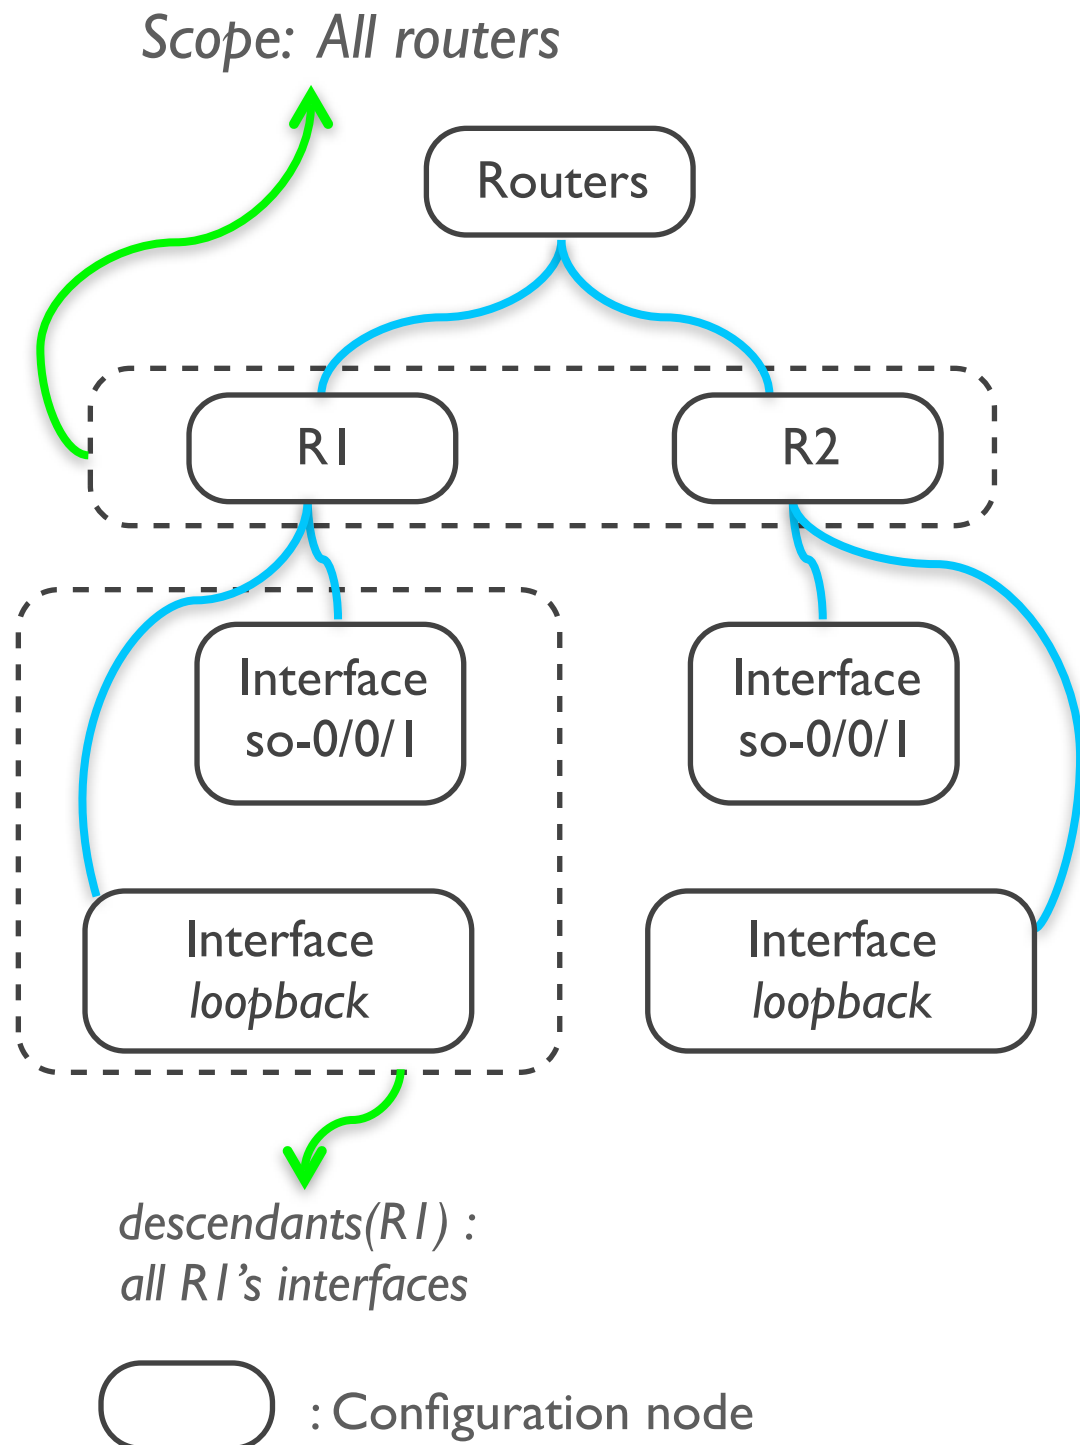 Scope: All routers
Routers
R1
R2
Interface
so-0/0/1
Interface
so-0/0/1
Interface
loopback
Interface
loopback
descendants(R1) :
all R1's interfaces
: Configuration node